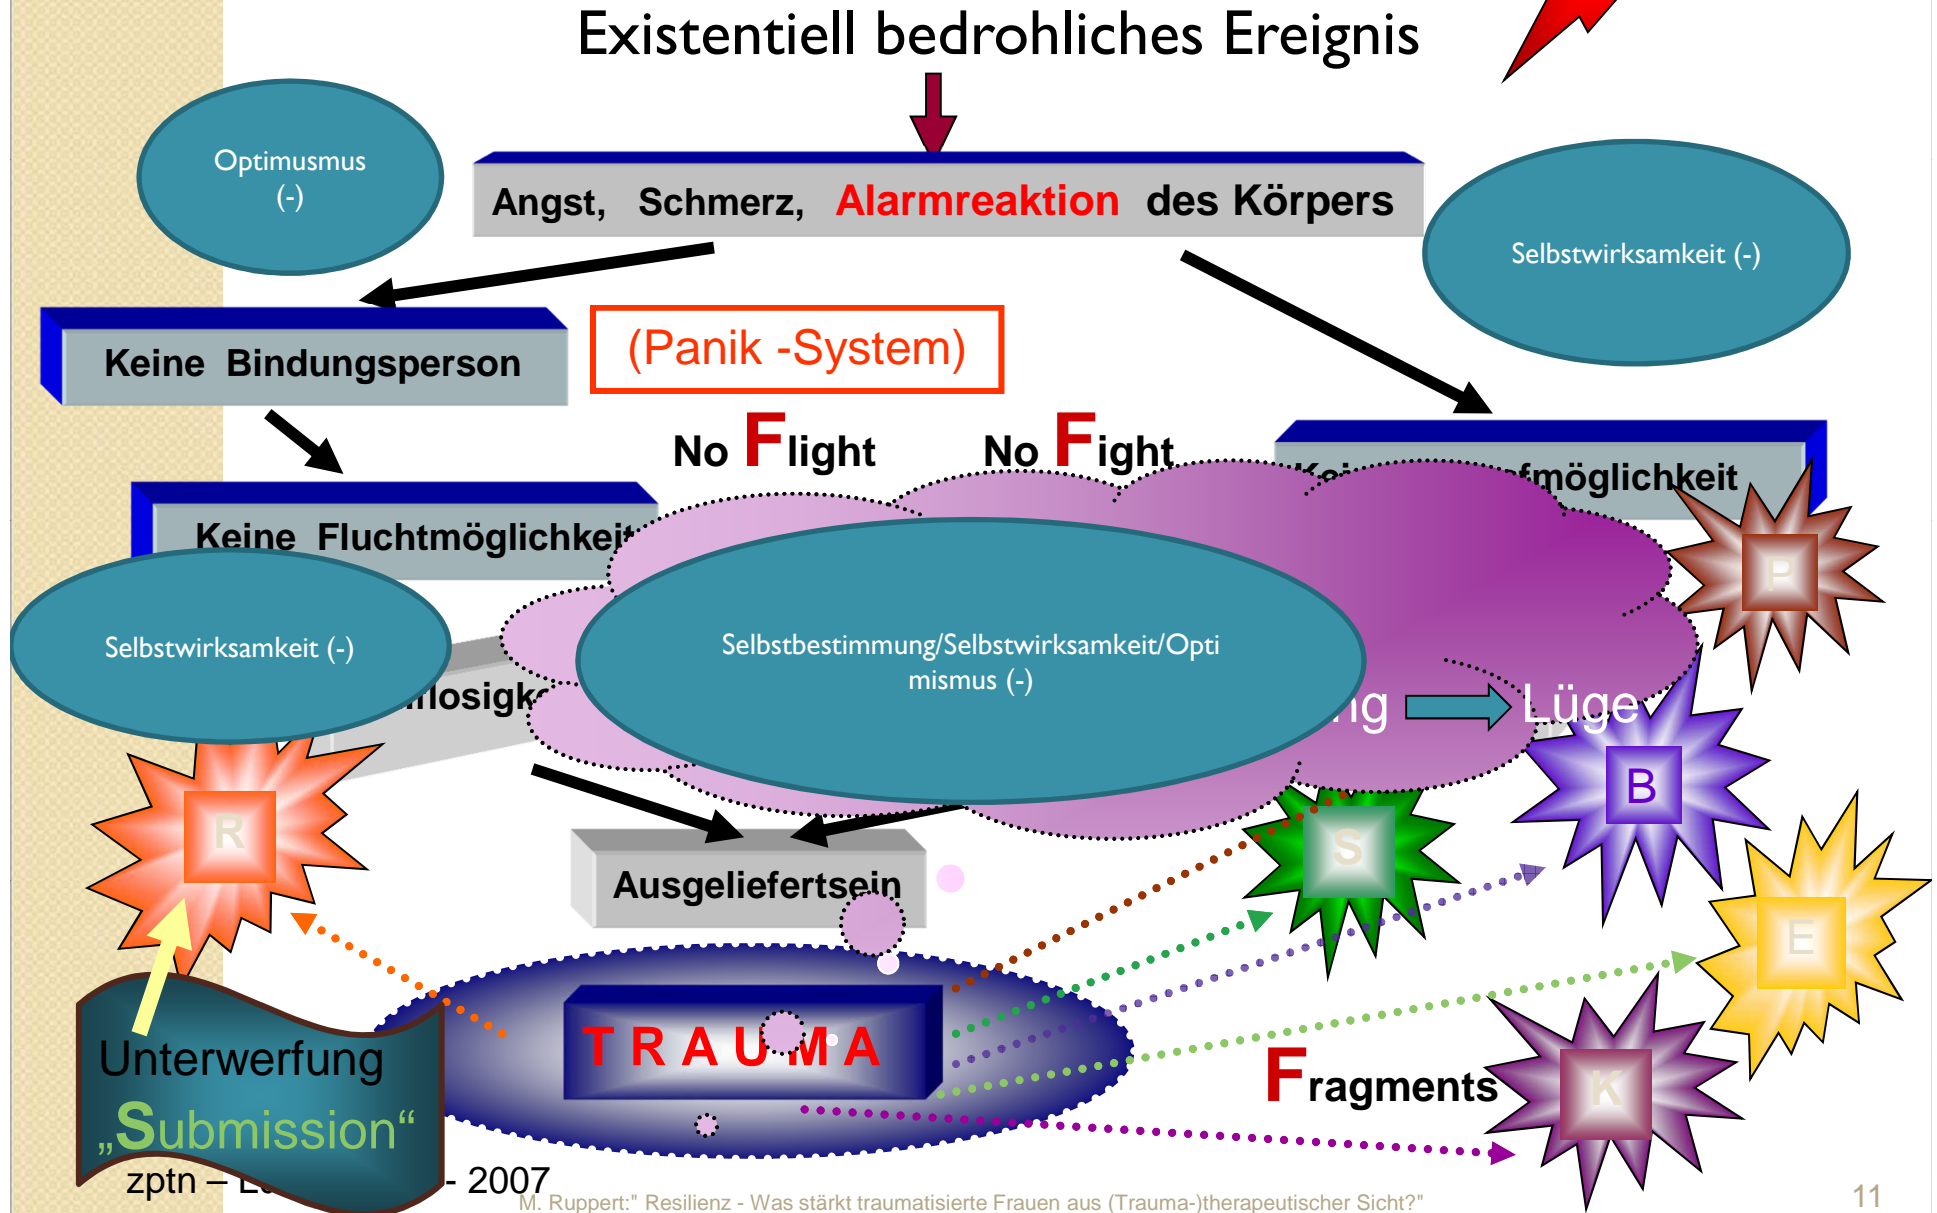 Existentiell bedrohliches Ereignis
Optimusmus
(-)
Angst, Schmerz, Alarmreaktion des Körpers
Selbstwirksamkeit (-)
Keine Bindungsperson
(Panik -System)
No Flight
No Fight
Keine Fluchtmöglichkeit
P
Selbstwirksamkeit (-)
Selbstbestimmung/Selbstwirksamkeit/Opti
mismus (-)
Lüge
B
R
S
Ausgeliefertsein
E
TRAUMA
Unterwerfung
„Submission“
Fragments
K
zptn –
- 2007
M. Ruppert:" Resilienz - Was stärkt traumatisierte Frauen aus (Trauma-)therapeutischer Sicht?"
11